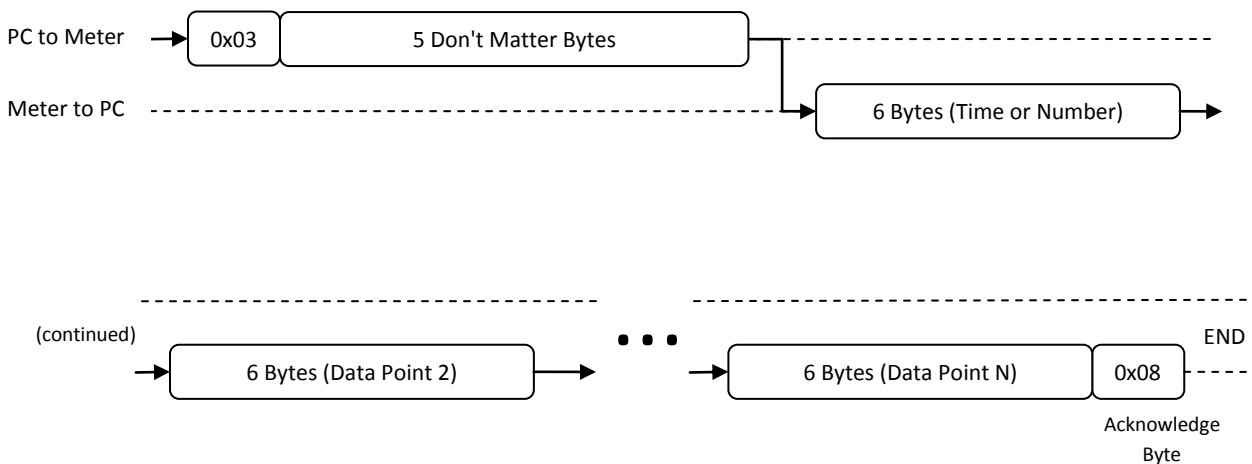 PC to Meter
0x03
5 Don't Matter Bytes
Meter to PC
6 Bytes (Time or Number)
(continued)
END
6 Bytes (Data Point 2)
6 Bytes (Data Point N)
0x08
Acknowledge
Byte